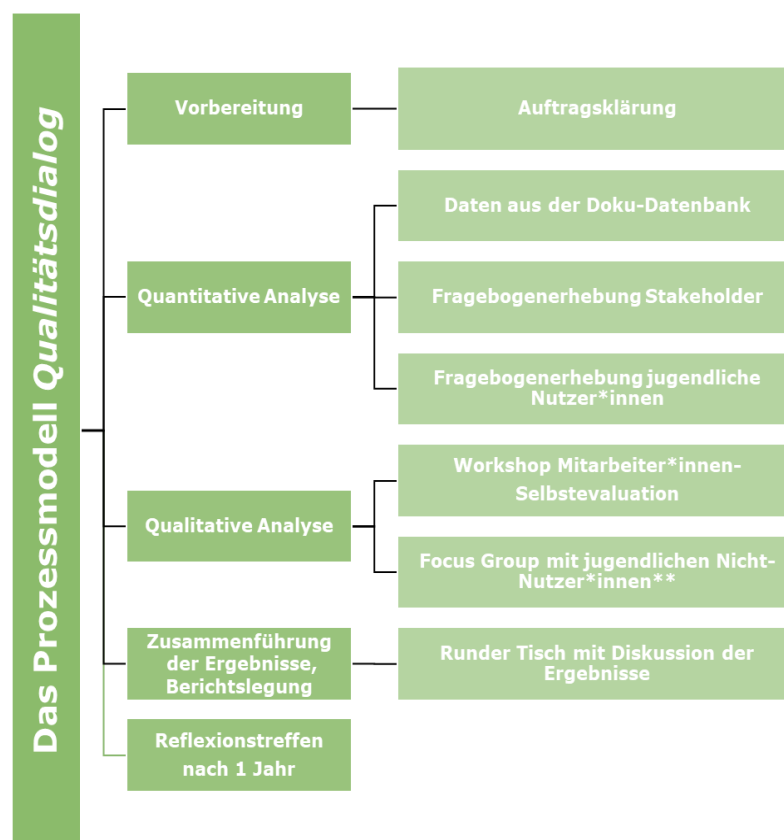 Das Prozessmodell Qualitätsdialog
Vorbereitung
Auftragsklärung
Quantitative Analyse
Daten aus der Doku-Datenbank
Fragebogenerhebung Stakeholder
Fragebogenerhebung jugendliche
Nutzer*innen
Qualitative Analyse
Workshop Mitarbeiter*innen-
Selbstevaluation
Focus Group mit jugendlichen Nicht-
Nutzer*innen**
Zusammenführung
der Ergebnisse,
Berichtslegung
Runder Tisch mit Diskussion der
Ergebnisse
Reflexionstreffen
nach 1 Jahr